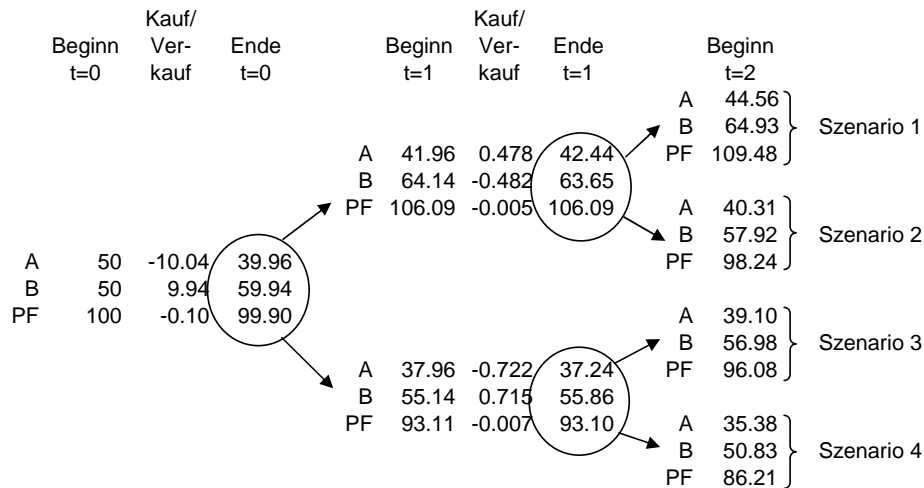 Kauf/ Kauf/
Beginn Ver- Ende Beginn Ver- Ende Beginn
t=0 kauf t=0 t=1 kauf t=1 t=2
A 44.56
B 64.93 Szenario 1
A 41.96 0.478 42.44 PF 109.48
B 64.14 -0.482 63.65
PF 106.09 -0.005 106.09 A 40.31
B 57.92 Szenario 2
A 50 -10.04 39.96 PF 98.24
B 50 9.94 59.94
PF 100 -0.10 99.90 A 39.10
B 56.98 Szenario 3
A 37.96 -0.722 37.24 PF 96.08
B 55.14 0.715 55.86
PF 93.11 -0.007 93.10 A 35.38
B 50.83 Szenario 4
PF 86.21